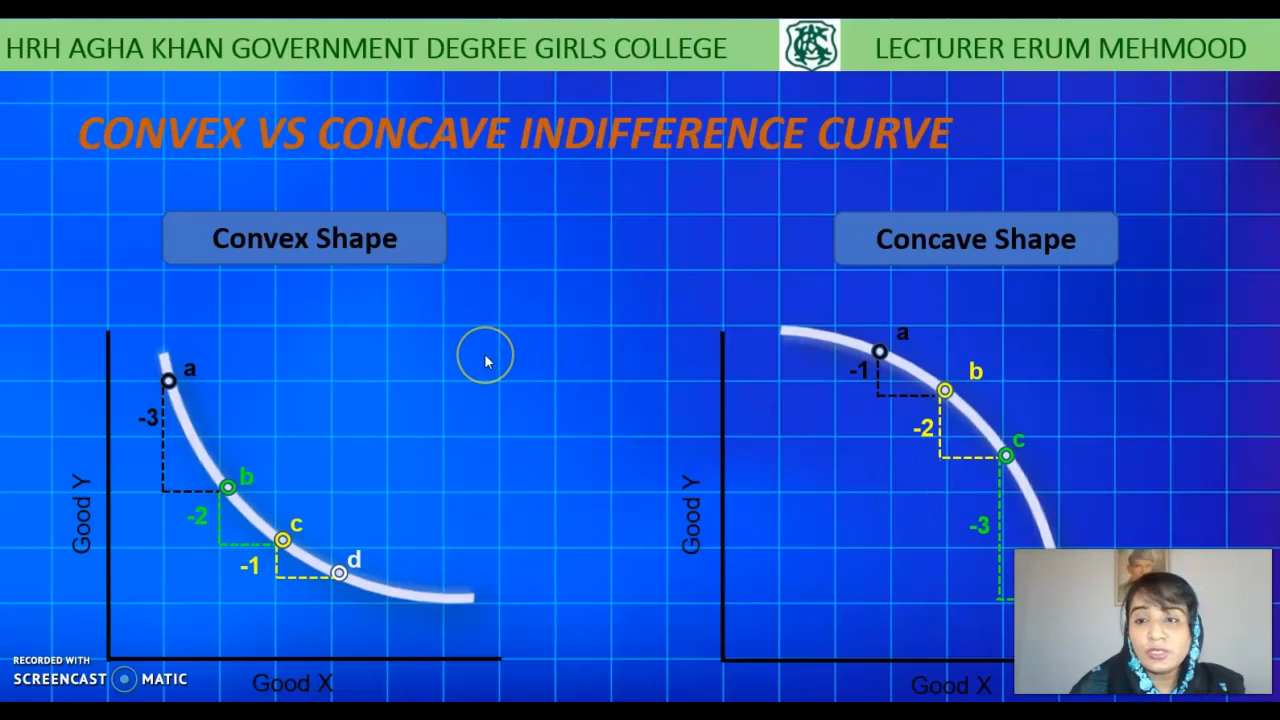 HRH AGHA KHAN GOVERNMENT DEGREE GIRLS COLLEGE
LECTURER ERUM MEHMOOD
CONVEX VS CONCAVE INDIFFERENCE CURVE
Convex Shape
a
-3
b
-2
c
-1
d
Good Y
Good X
Concave Shape
a
-1
b
-2
c
-3
Good Y
Good X
RECORDED WITH
SCREENCAST MATIC